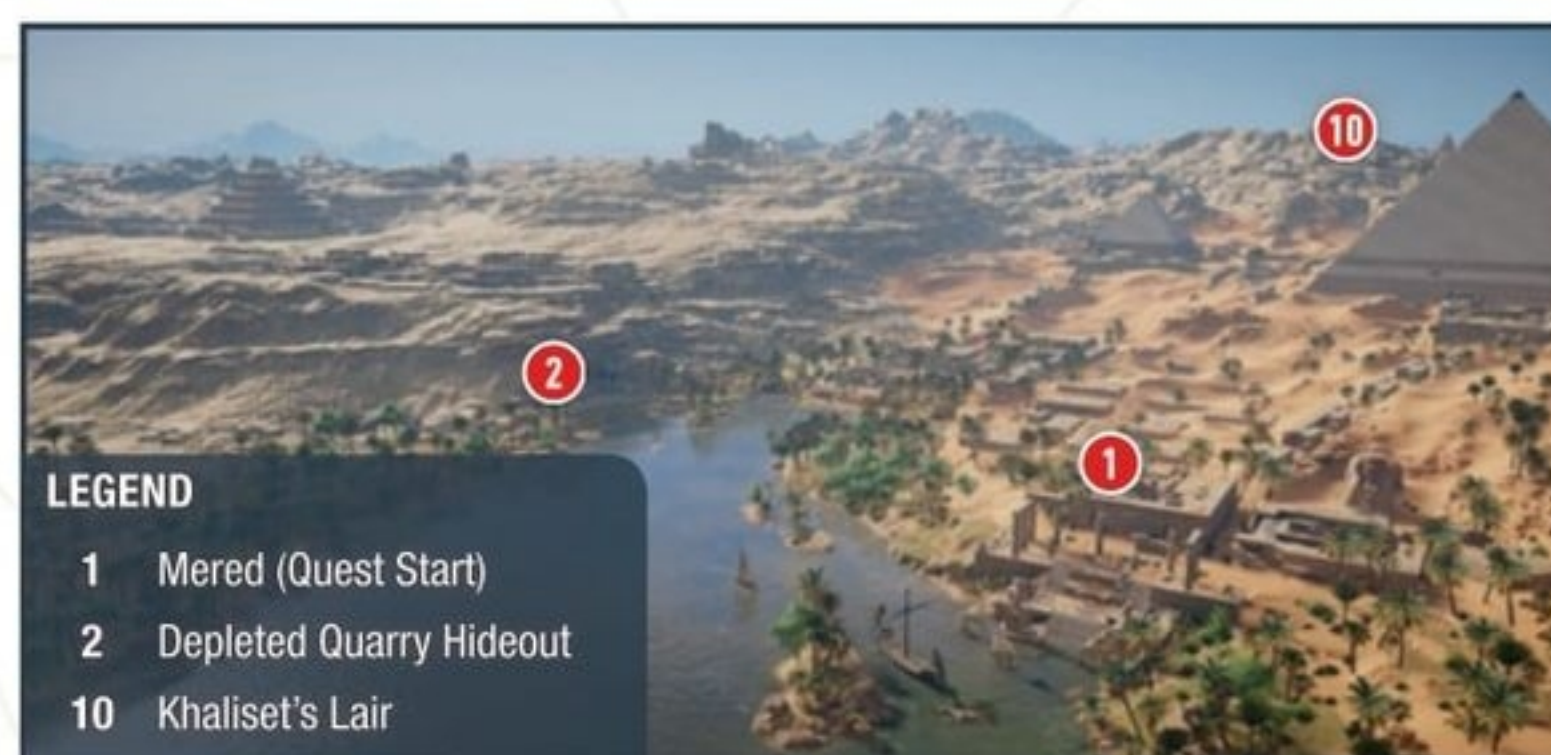 10
2
1
LEGEND
1 Mered (Quest Start)
2 Depleted Quarry Hideout
10 Khaliset's Lair